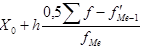 X₀ + h (0,5∑ f − f′Me−1) / fMe